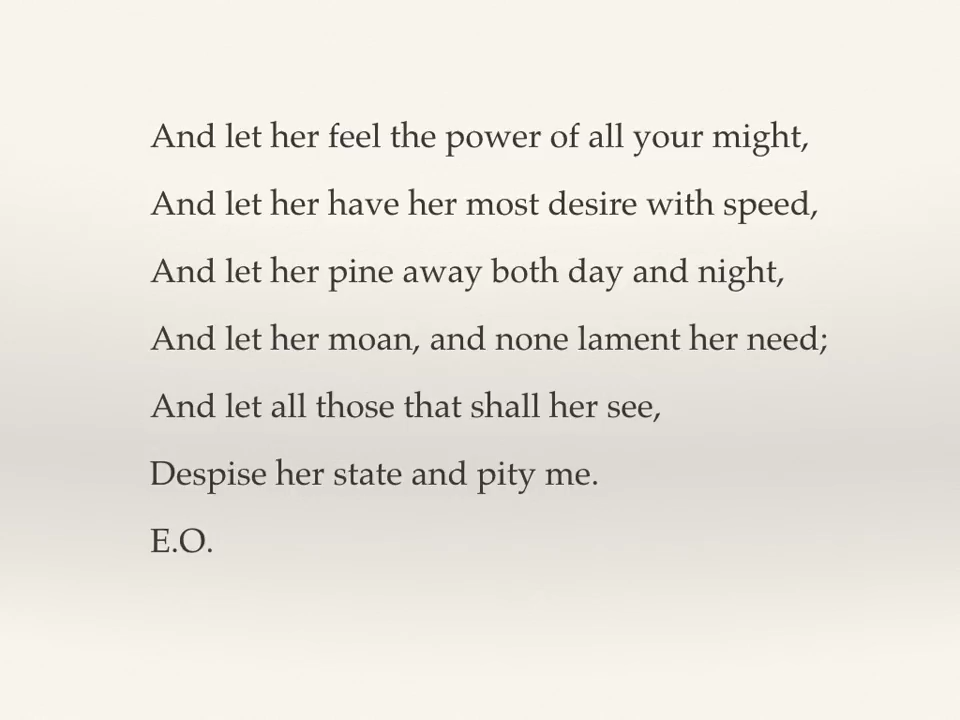 And let her feel the power of all your might,
And let her have her most desire with speed,
And let her pine away both day and night,
And let her moan, and none lament her need;
And let all those that shall her see,
Despise her state and pity me.
E.O.